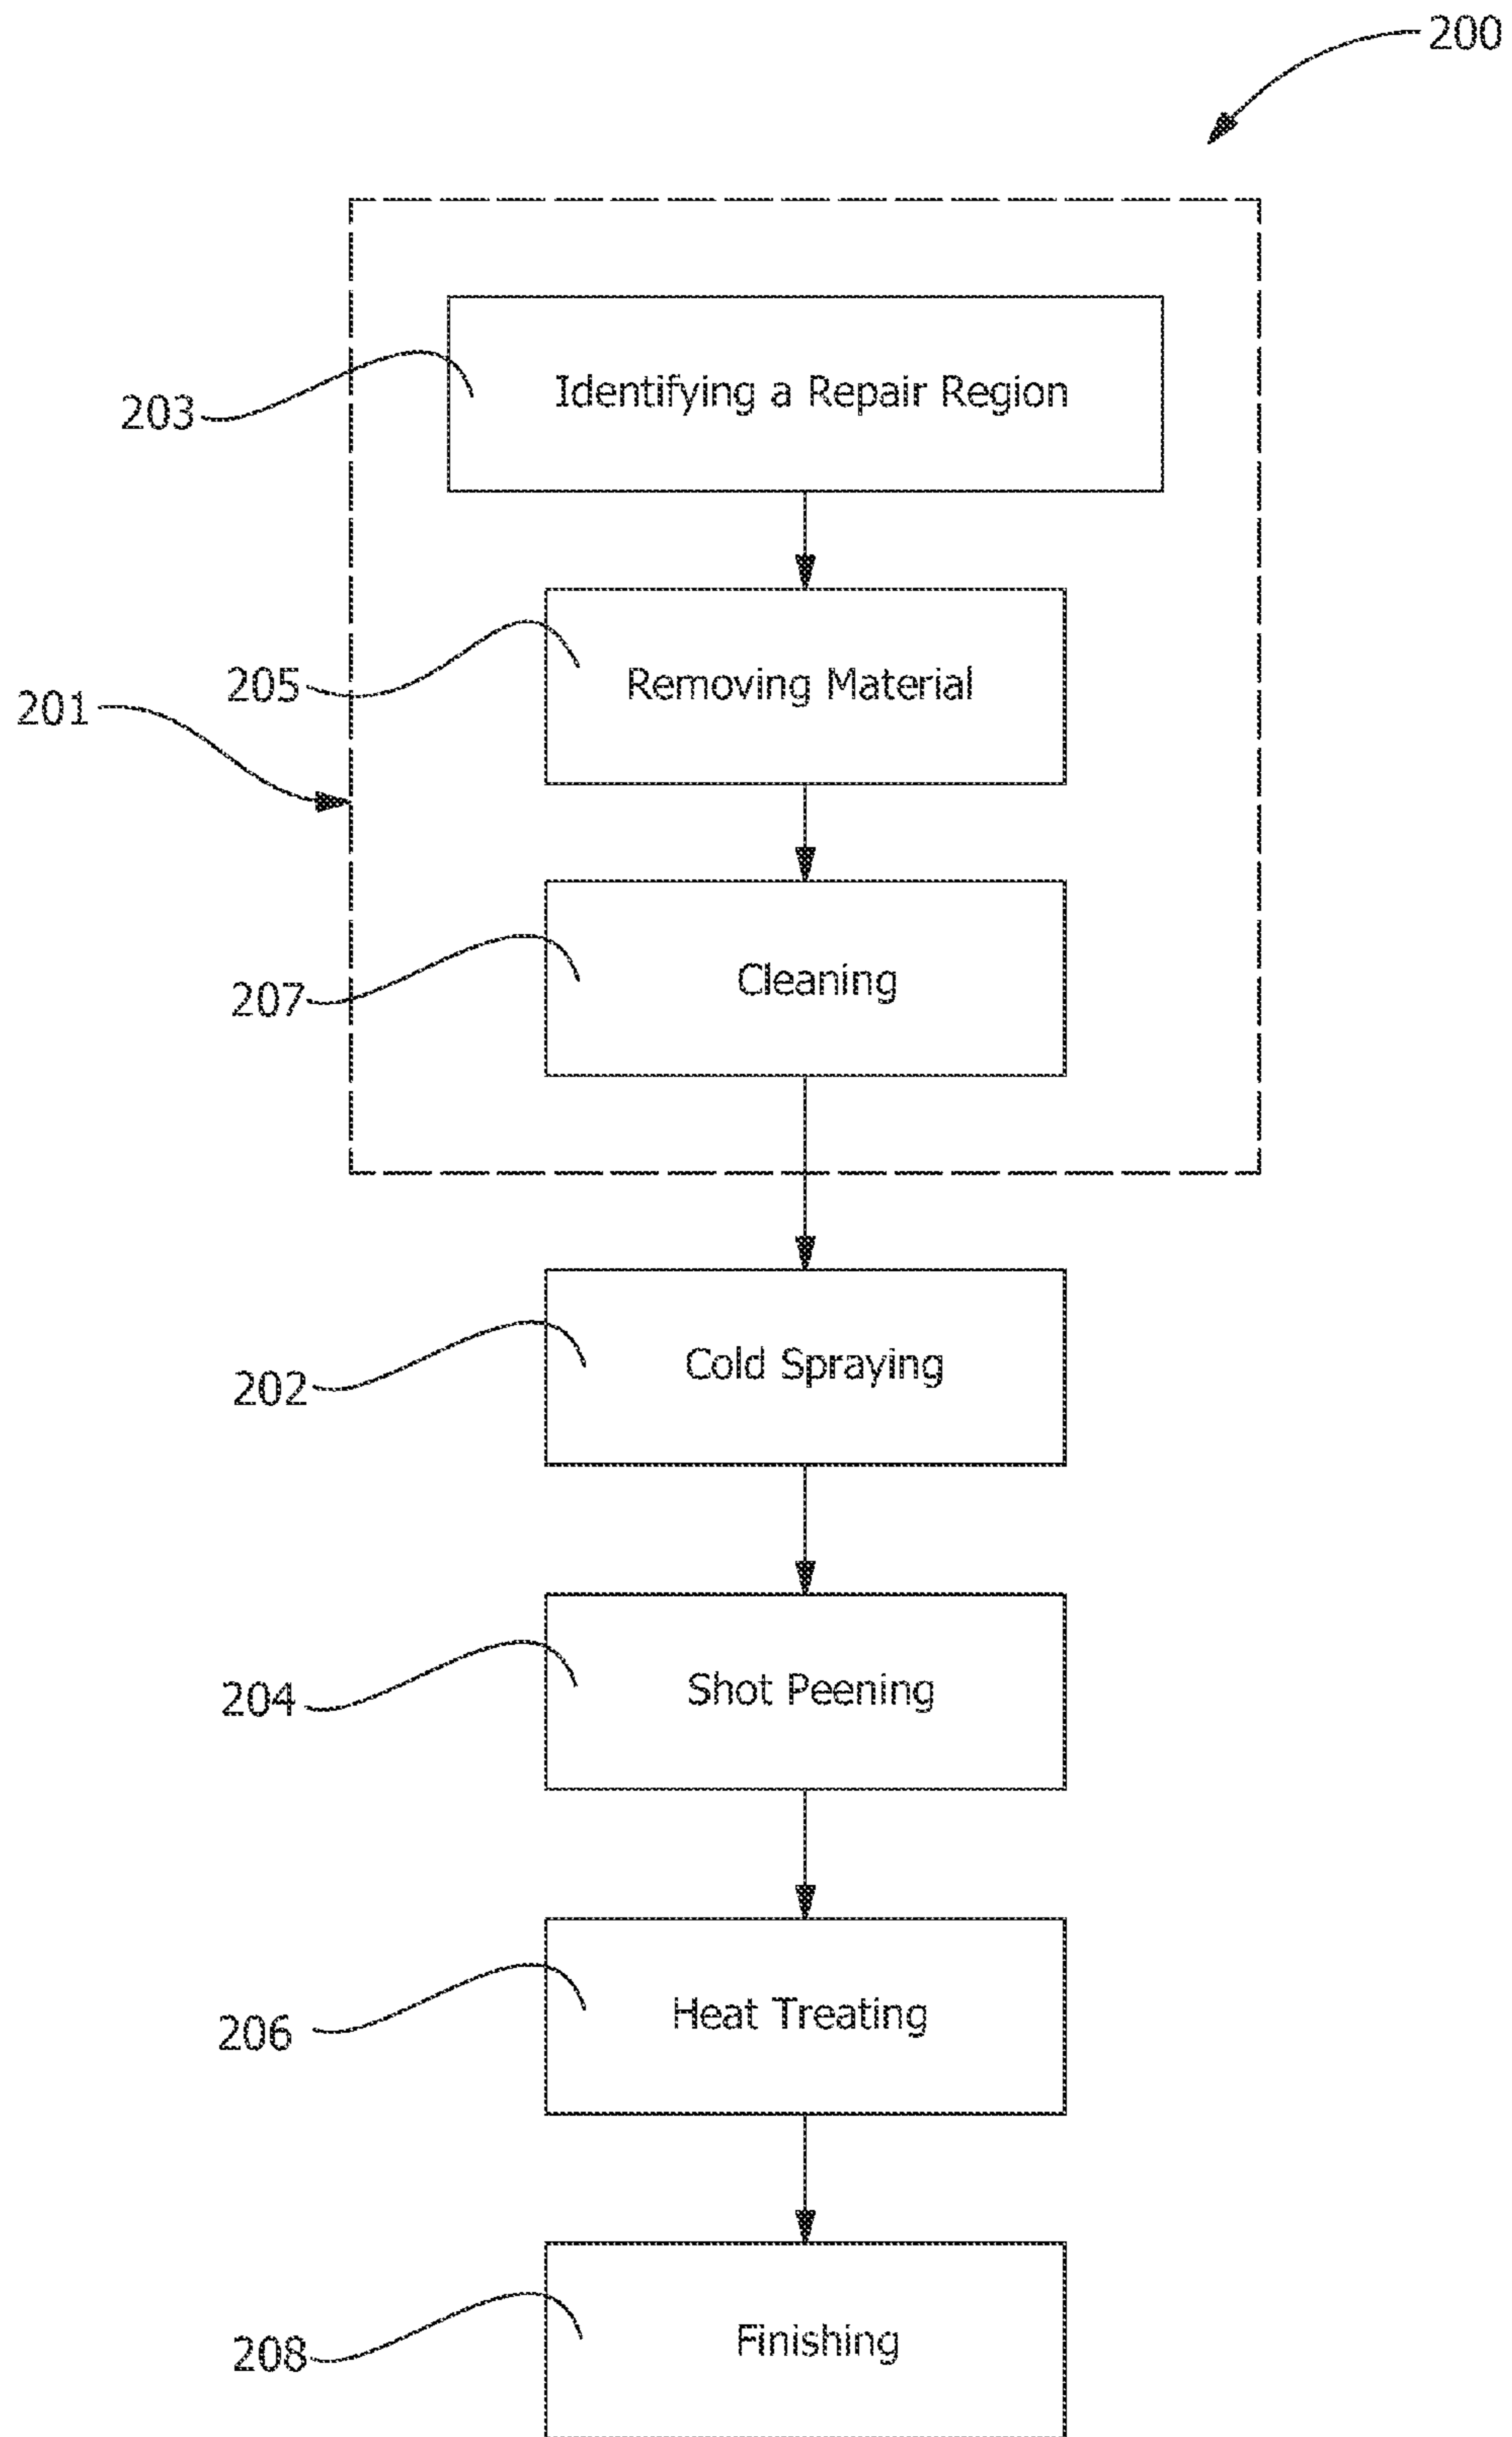 200
203
Identifying a Repair Region
205
Removing Material
201
207
Cleaning
202
Cold Spraying
204
Shot Peening
206
Heat Treating
208
Finishing